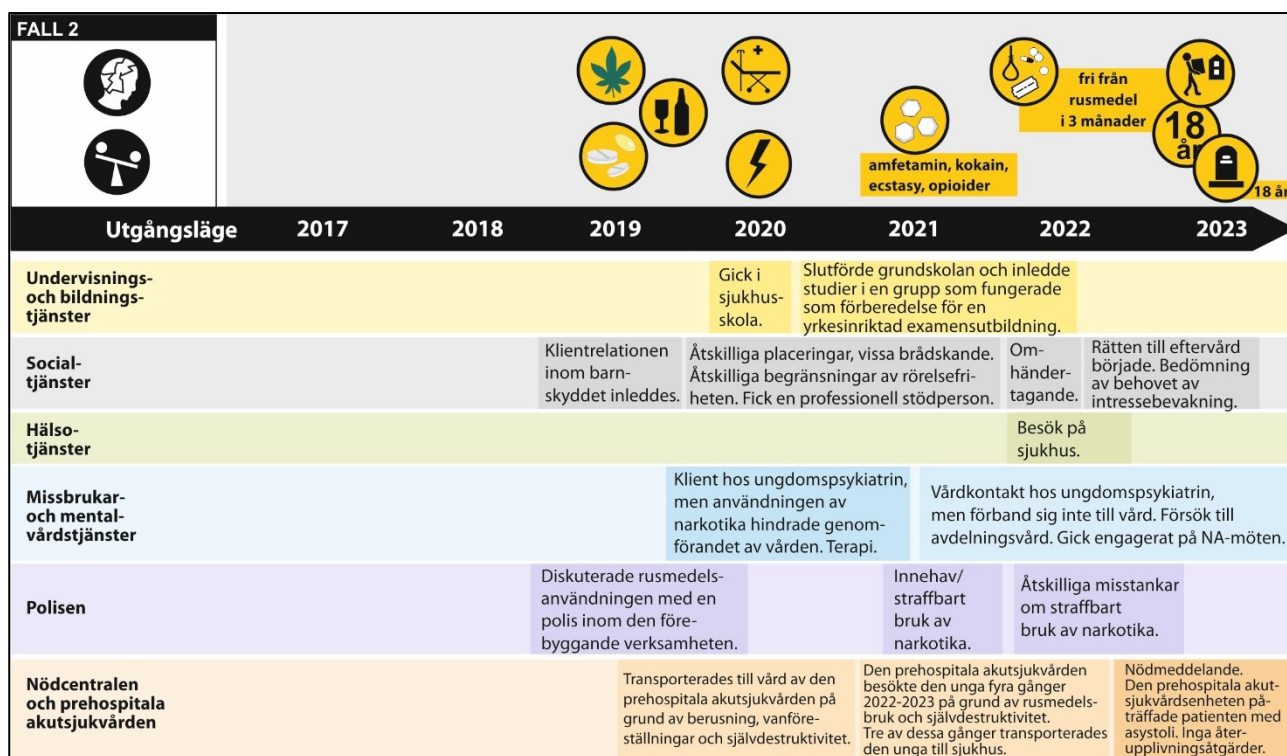 FALL 2
fri från
rusmedel
i 3 månader
18
år
amfetamin, kokain,
ecstasy, opioider
18 år
Utgångsläge 2017 2018 2019 2020 2021 2022 2023
Undervisnings-
och bildnings-
tjänster
Gick i
sjukhus-
skola.
Slutförde grundskolan och inledde
studier i en grupp som fungerade
som förberedelse för en
yrkesinriktad examensutbildning.
Social-
tjänster
Klientrelationen
inom barn-
skyddet inleddes.
Åtskilliga placeringar, vissa brådskande.
Åtskilliga begränsningar av rörelsefri-
heten. Fick en professionell stödperson.
Om-
händer-
tagande.
Rätten till eftervård
började. Bedömning
av behovet av
intressebevakning.
Hälso-
tjänster
Besök på
sjukhus.
Missbrukar-
och mental-
vårdstjänster
Klient hos ungdomspsykiatrin,
men användningen av
narkotika hindrade genom-
förandet av vården. Terapi.
Vårdkontakt hos ungdomspsykiatrin,
men förband sig inte till vård. Försök till
avdelningsvård. Gick engagerat på NA-möten.
Polisen
Diskuterade rusmedels-
användningen med en
polis inom den före-
byggande verksamheten.
Innehav/
straffbart
bruk av
narkotika.
Åtskilliga misstankar
om straffbart
bruk av narkotika.
Nödcentralen
och prehospitala
akutsjukvården
Transporterades till vård av den
prehospitala akutsjukvården på
grund av berusning, vanföre-
ställningar och självdestruktivitet.
Den prehospitala akutsjukvården
besökte den unga fyra gånger
2022-2023 på grund av rusmedels-
bruk och självdestruktivitet.
Tre av dessa gånger transporterades
den unga till sjukhus.
Nödmeddelande.
Den prehospitala akut-
sjukvårdsenheten på-
träffade patienten med
asystoli. Inga åter-
upplivningsåtgärder.